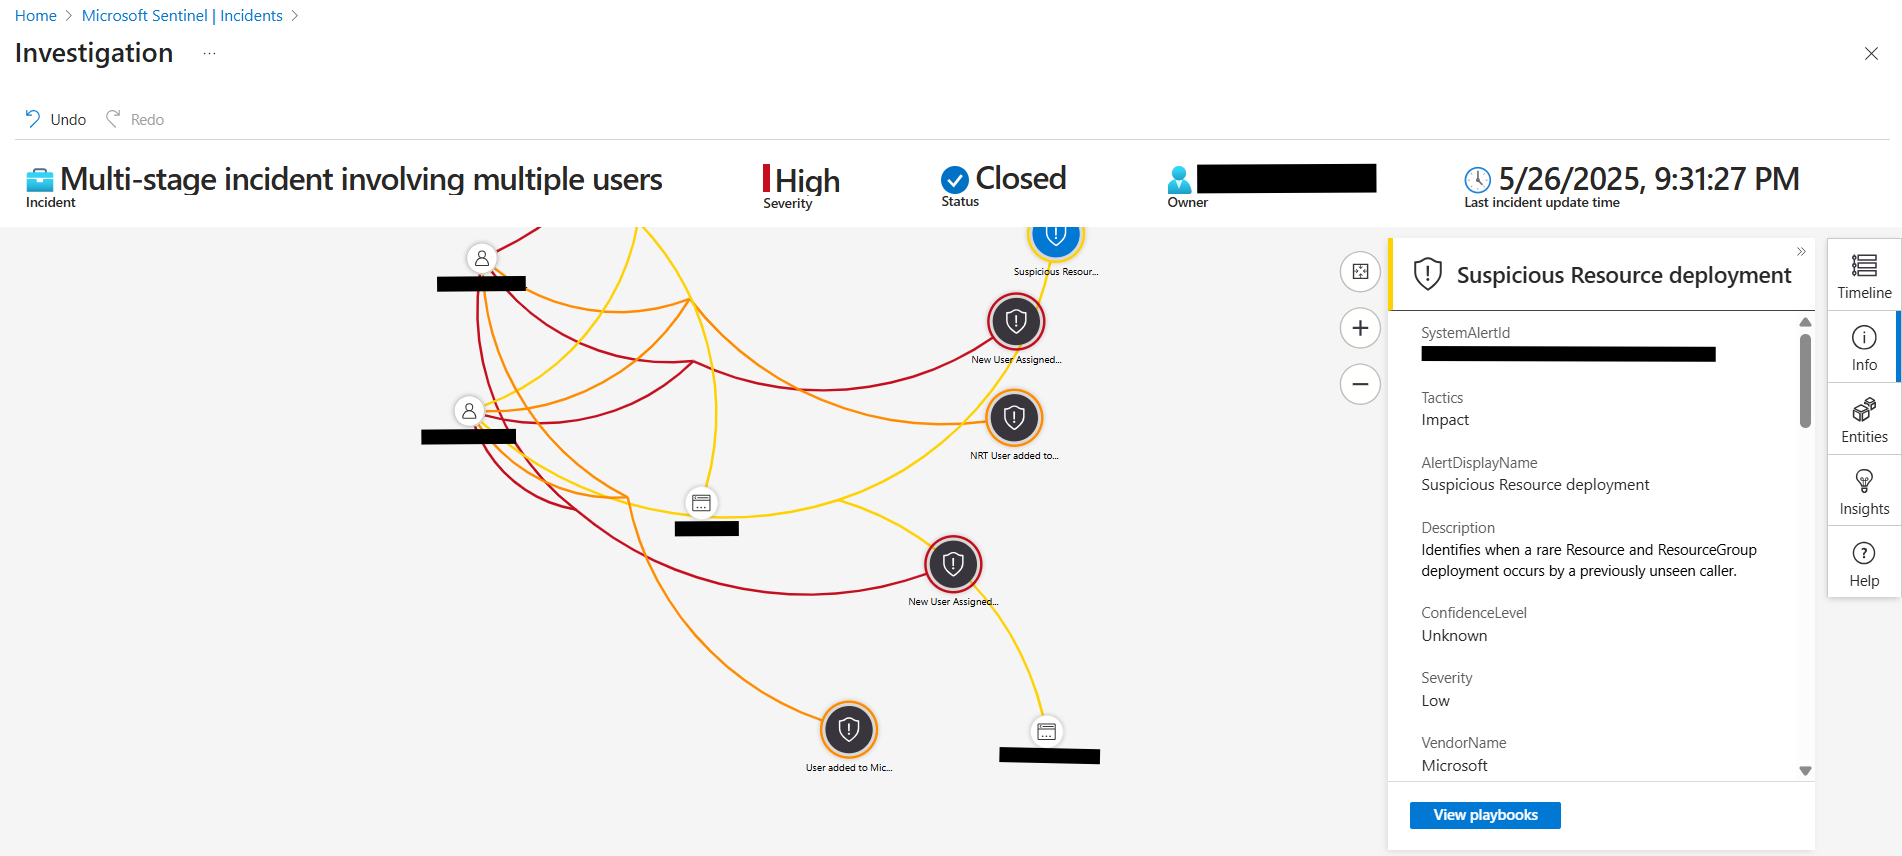 Home > Microsoft Sentinel | Incidents >
Investigation ...
Undo Redo
Multi-stage incident involving multiple users
Incident
High
Severity
Closed
Status
Owner
5/26/2025, 9:31:27 PM
Last incident update time
Suspicious Resour...
New User Assigned...
NRT User added to...
New User Assigned...
User added to Mic...
Suspicious Resource deployment
SystemAlertId
Tactics
Impact
AlertDisplayName
Suspicious Resource deployment
Description
Identifies when a rare Resource and ResourceGroup
deployment occurs by a previously unseen caller.
ConfidenceLevel
Unknown
Severity
Low
VendorName
Microsoft
View playbooks
Timeline
Info
Entities
Insights
Help